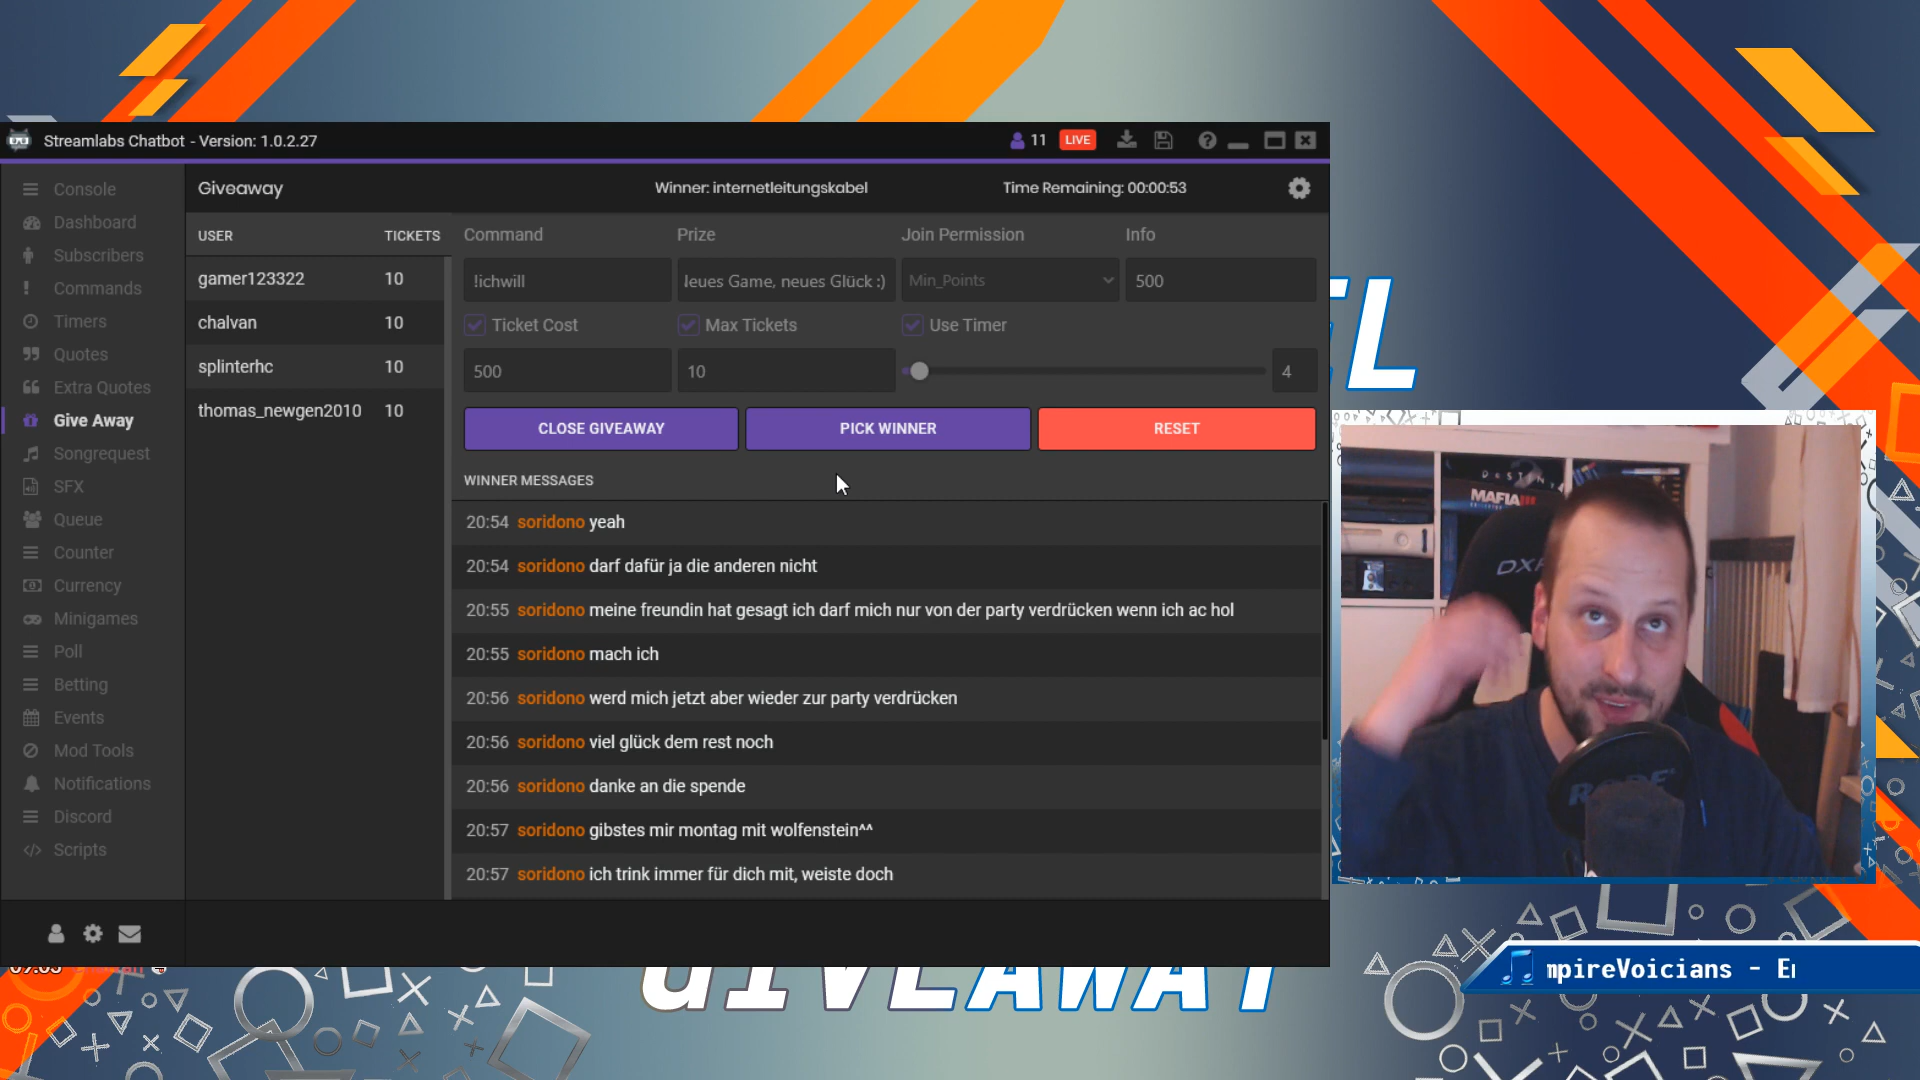 Streamlabs Chatbot - Version: 1.0.2.27
11
LIVE
Console
Dashboard
Subscribers
Commands
Timers
Quotes
Extra Quotes
Give Away
Songrequest
SFX
Queue
Counter
Currency
Minigames
Poll
Betting
Events
Mod Tools
Notifications
Discord
Scripts
Giveaway
Winner: internetleitungskabel
Time Remaining: 00:00:53
USER TICKETS
gamer123322 10
chalvan 10
splinterhc 10
thomas_newgen2010 10
Command Prize Join Permission Info
!ichwill
leues Game, neues Glück :)
Min_Points
500
Ticket Cost
Max Tickets
Use Timer
500
10
4
CLOSE GIVEAWAY
PICK WINNER
RESET
WINNER MESSAGES
20:54 soridono yeah
20:54 soridono darf dafür ja die anderen nicht
20:55 soridono meine freundin hat gesagt ich darf mich nur von der party verdrücken wenn ich ac hol
20:55 soridono mach ich
20:56 soridono werd mich jetzt aber wieder zur party verdrücken
20:56 soridono viel glück dem rest noch
20:56 soridono danke an die spende
20:57 soridono gibstes mir montag mit wolfenstein^^
20:57 soridono ich trink immer für dich mit, weiste doch
EL
DESTINY
MAFIA III
DXR
RODE
mpireVoicians - E
GIVEAWAY